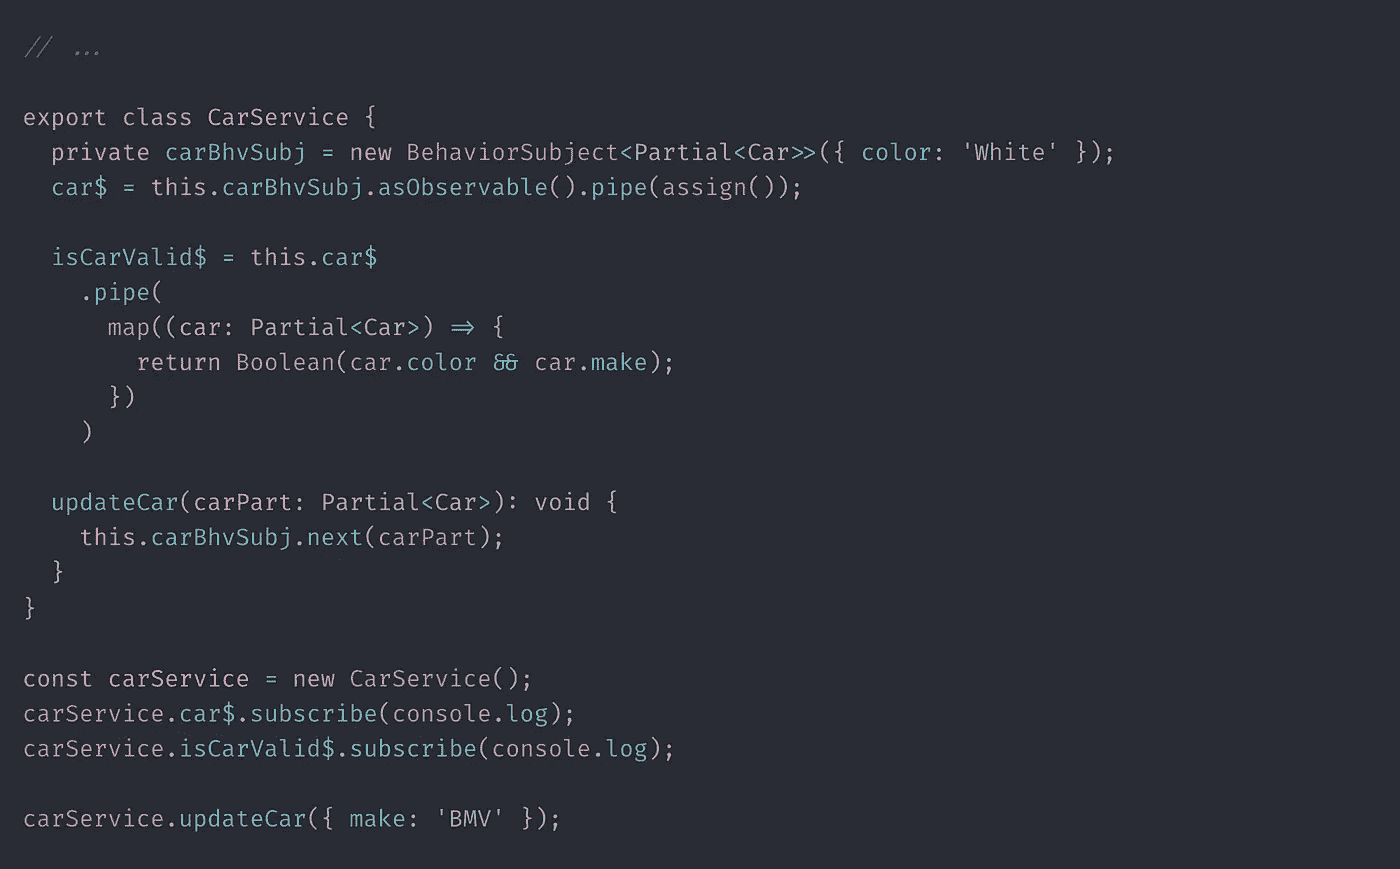 // ...
export class CarService {
private carBhvSubj = new BehaviorSubject<Partial<Car>>({ color: 'White' });
car$ = this.carBhvSubj.asObservable().pipe(assign());
isCarValid$ = this.car$
.pipe(
map((car: Partial<Car>) => {
return Boolean(car.color && car.make);
})
)
updateCar(carPart: Partial<Car>): void {
this.carBhvSubj.next(carPart);
}
}
const carService = new CarService();
carService.car$.subscribe(console.log);
carService.isCarValid$.subscribe(console.log);
carService.updateCar({ make: 'BMV' });